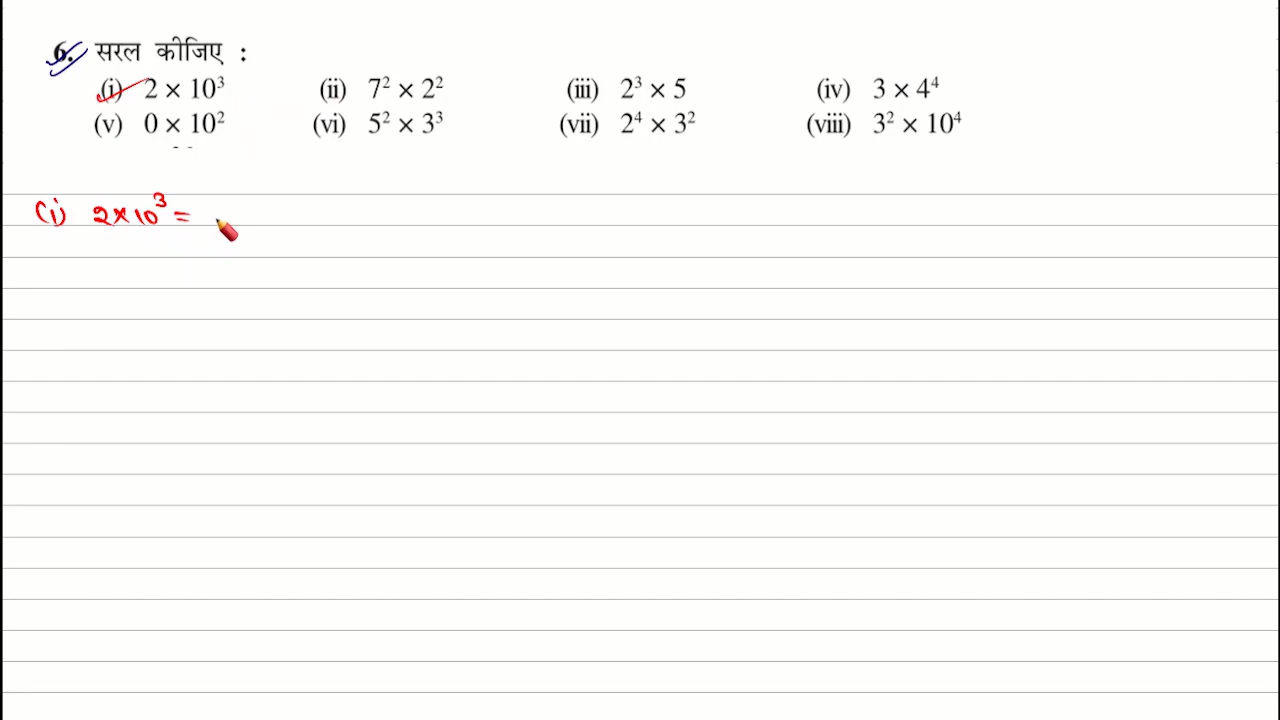 6. सरल कीजिए :
(i) 2 × 10³ (ii) 7² × 2² (iii) 2³ × 5 (iv) 3 × 4⁴
(v) 0 × 10² (vi) 5² × 3³ (vii) 2⁴ × 3² (viii) 3² × 10⁴
(i) 2×10³ =